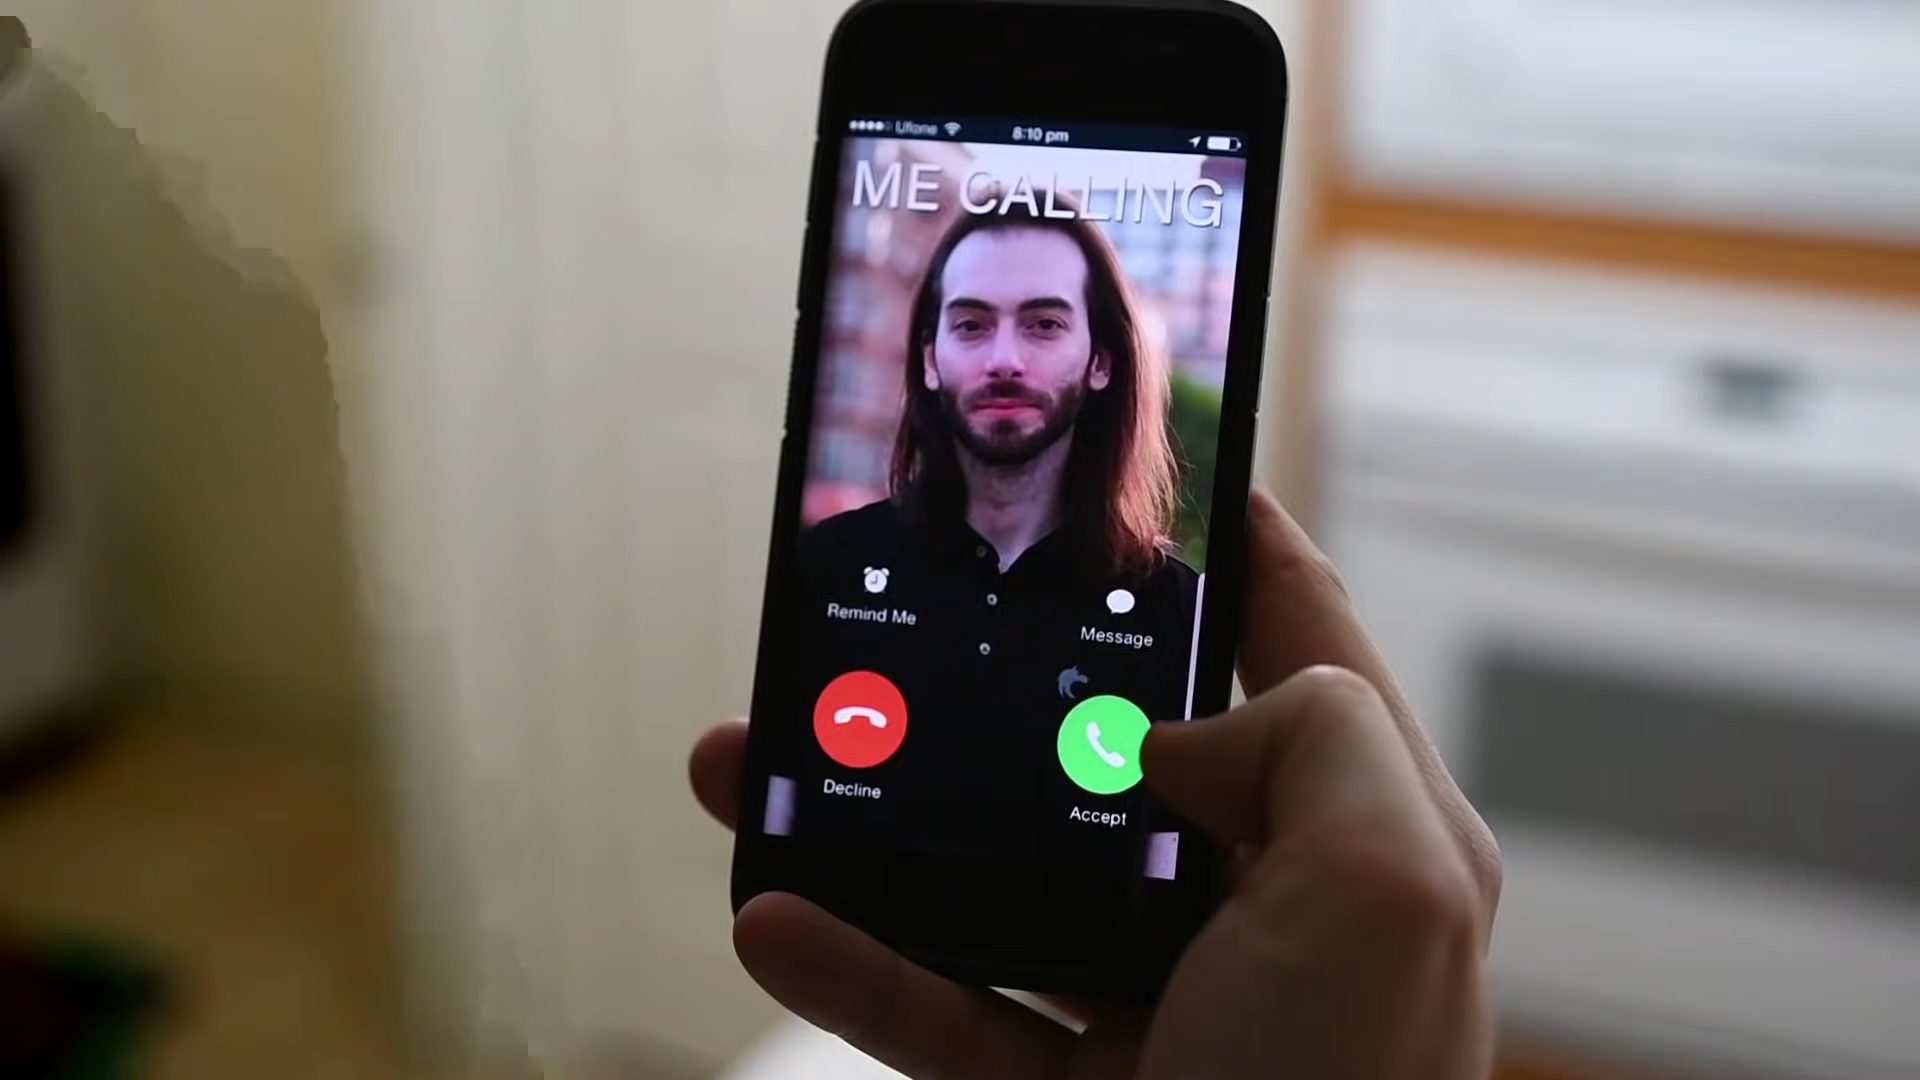 Ufone 8:10 pm
ME CALLING
Remind Me
Message
Decline
Accept